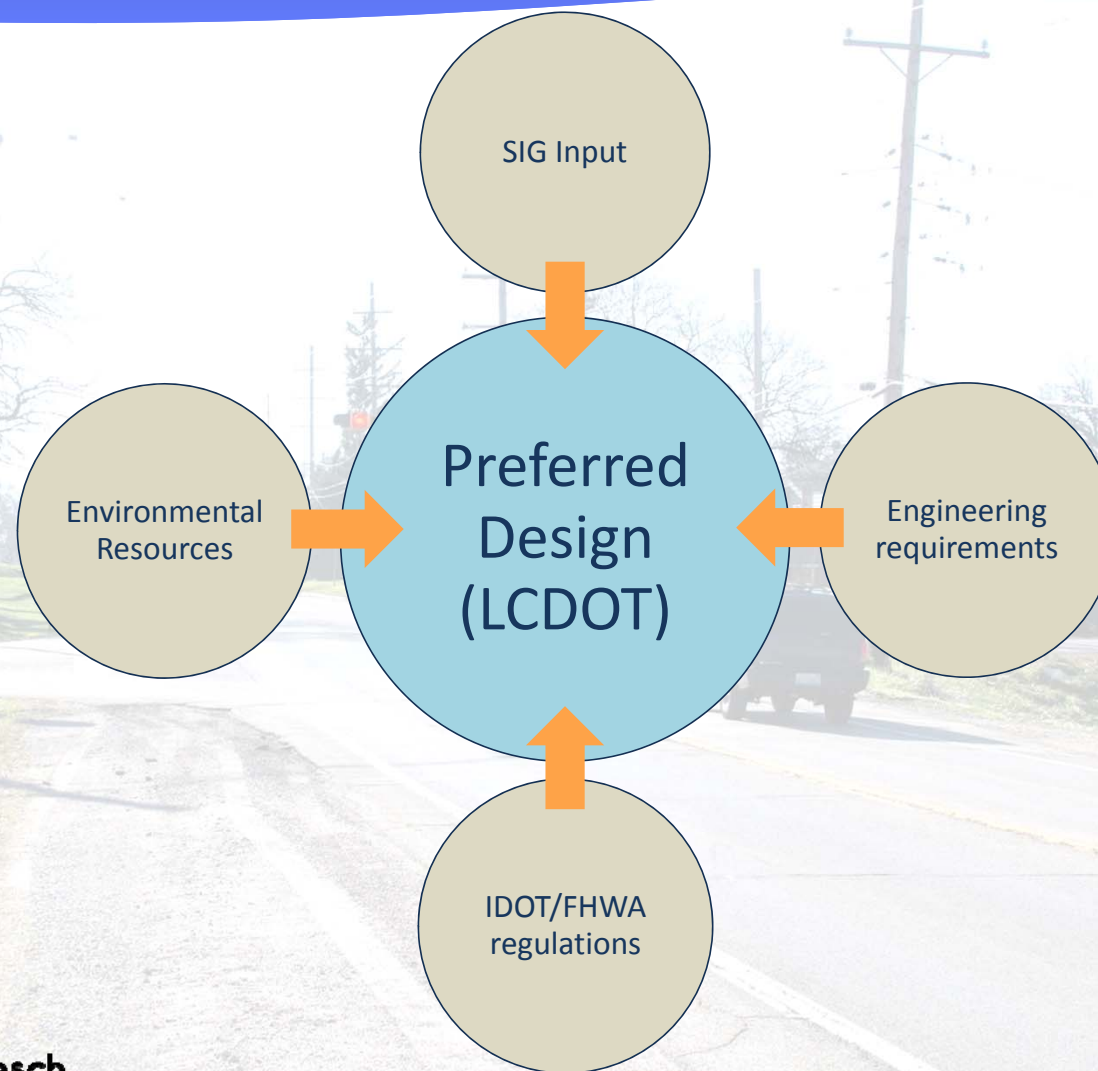 SIG Input
Preferred
Design
(LCDOT)
Environmental
Resources
Engineering
requirements
IDOT/FHWA
regulations